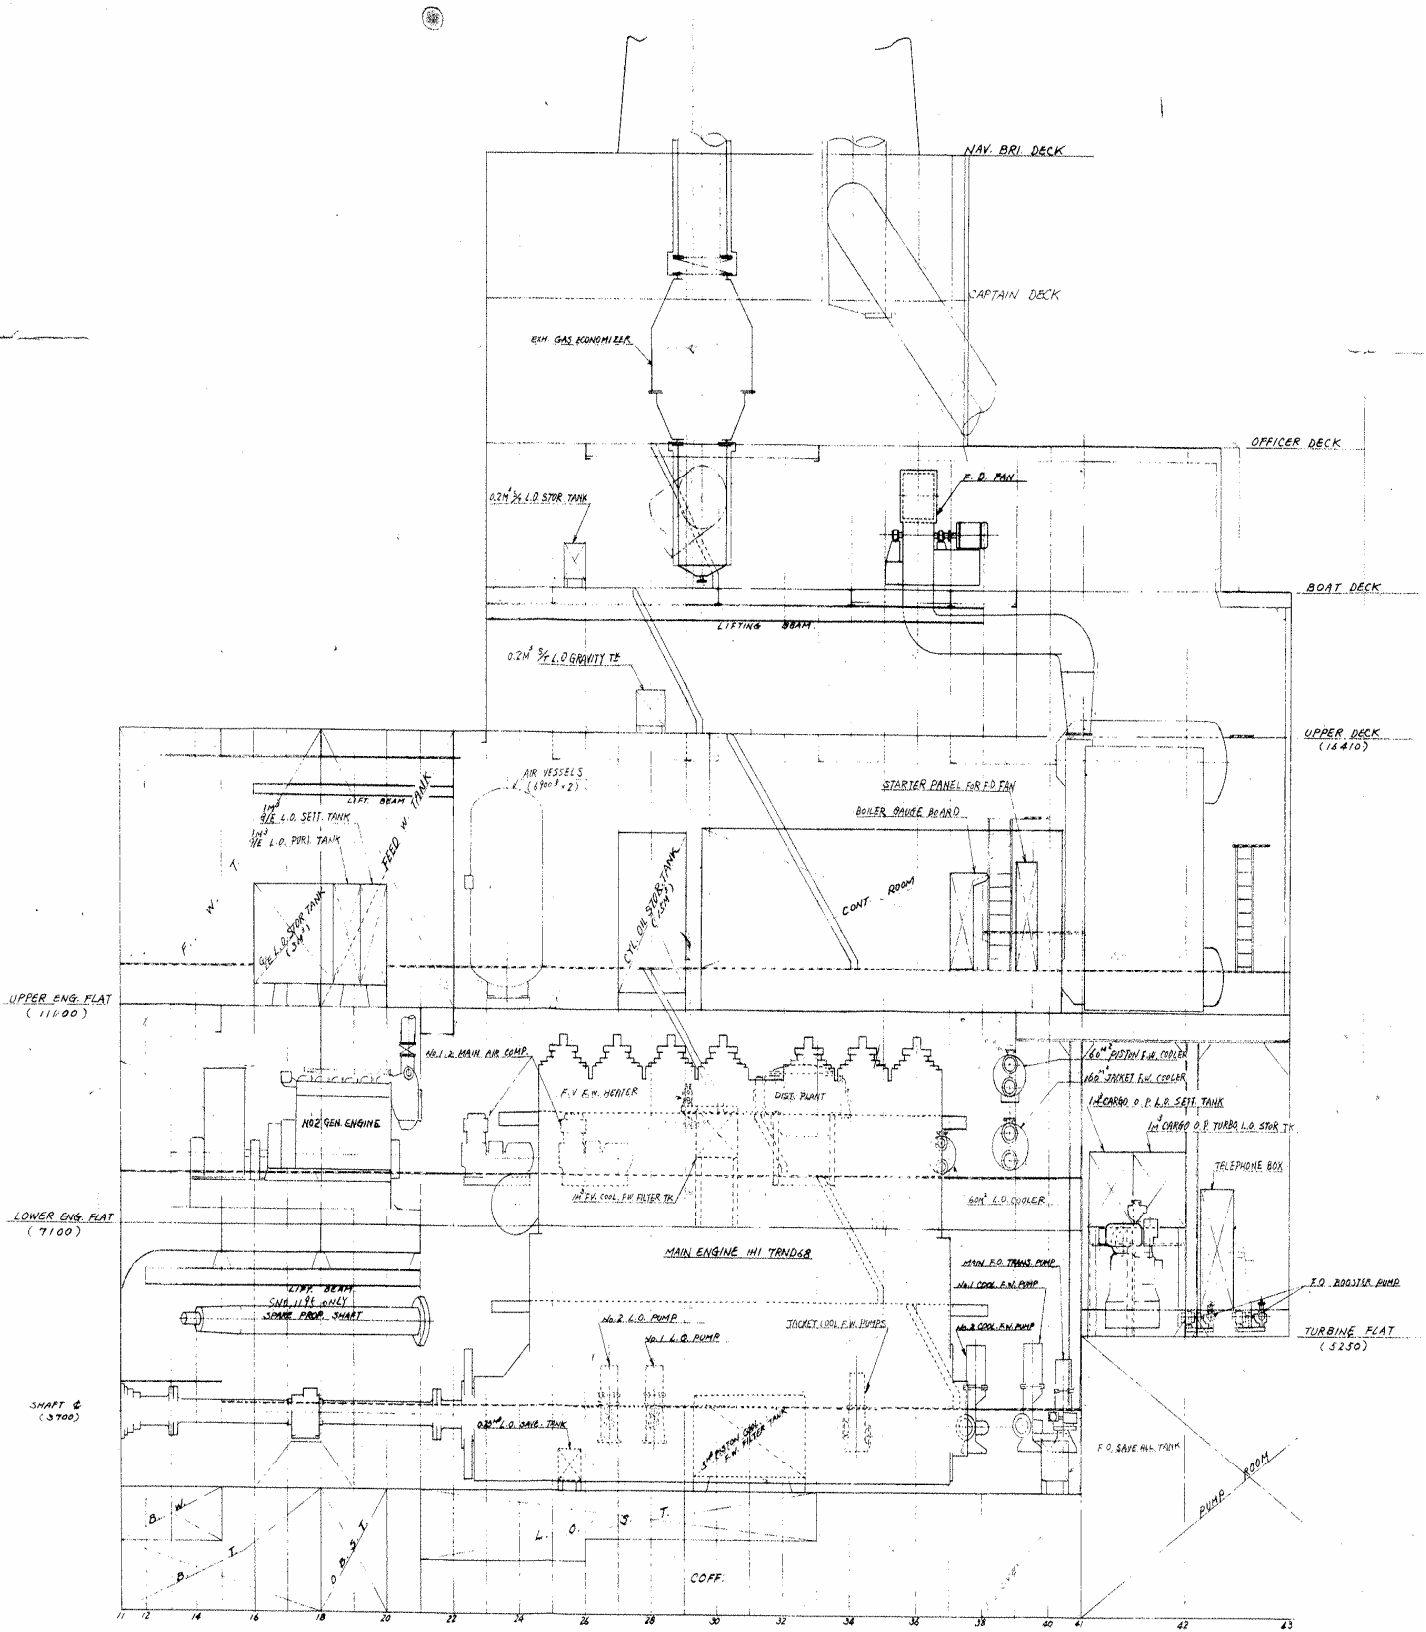 NAV. BRI. DECK
CAPTAIN DECK
EXH. GAS ECONOMIZER
OFFICER DECK
F. D. FAN
0.2M³ S/T L.O. STOR. TANK
BOAT DECK
LIFTING BEAM
0.2M³ S/T L.O GRAVITY TK
UPPER DECK
(16410)
AIR VESSELS
STARTER PANEL FOR F.D FAN
BOILER GAUGE BOARD
LIFT. BEAM
1M³
G/E L.O. SETT. TANK
1M³
G/E L.O. PURI. TANK
FEED W. TANK
F. W. T.
G/E L.O. STOR TANK
(3M³)
CYL. OIL STOR. TANK
(15M³)
CONT. ROOM
UPPER ENG. FLAT
(11000)
NO.1.2 MAIN AIR COMP.
60M² PISTON F.W. COOLER
160M² JACKET F.W. COOLER
F.V F.W. HEATER
DIST. PLANT
1M³ CARGO O.P. L.O. SETT. TANK
1M³ CARGO O.P. TURBO. L.O. STOR TK
NO2 GEN. ENGINE
TELEPHONE BOX
1M³ F.V. COOL. F.W. FILTER TK
60M² L.O. COOLER
LOWER ENG. FLAT
(7100)
MAIN ENGINE IHI 7RND68
MAIN F.O. TRANS. PUMP
No.1 COOL. F.W. PUMP
F.O. BOOSTER PUMP
LIFT. BEAM
SNO. ONLY
SPARE PROP. SHAFT
No.2 L.O. PUMP
JACKET COOL F.W. PUMPS
No.2 COOL. F.W. PUMP
No.1 L.O. PUMP
TURBINE FLAT
(5250)
SHAFT ℄
(3700)
L.O. SAVE. TANK
PISTON COOL
F.W. FILTER TANK
F.O. SAVE ALL TANK
PUMP ROOM
B. W.
B. T.
O. B. S. T.
L. O. S. T.
COFF.
11 12 14 16 18 20 22 24 26 28 30 32 34 36 38 40 41 42 43